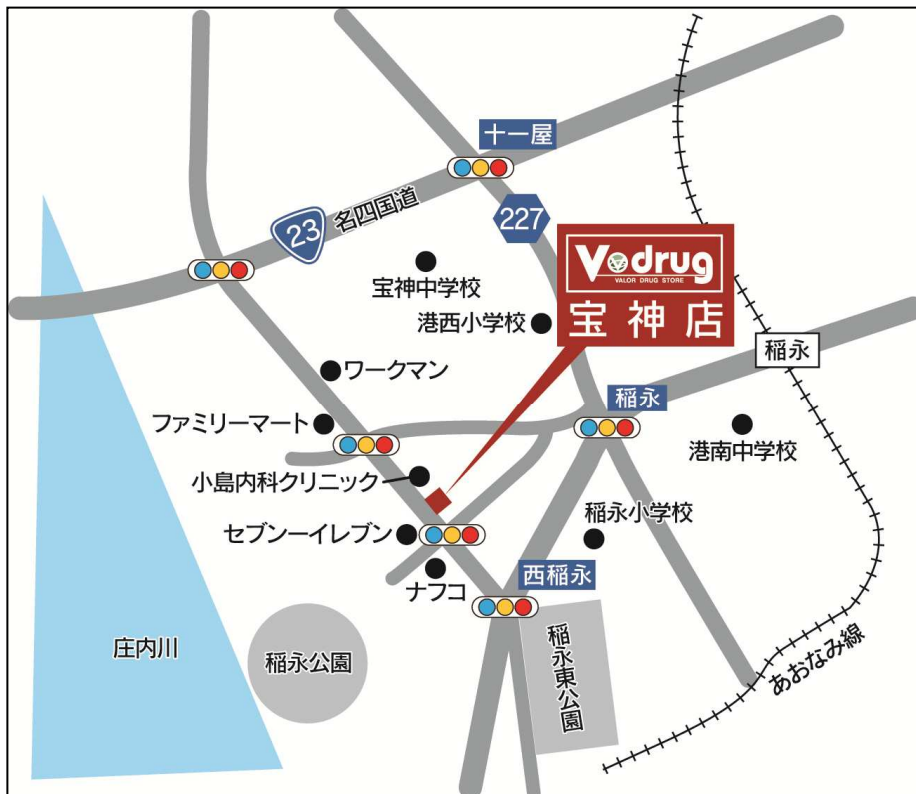 十一屋
23
名四国道
227
V drug
VALOR DRUG STORE
宝神店
宝神中学校
港西小学校
稲永
ワークマン
稲永
ファミリーマート
港南中学校
小島内科クリニック
稲永小学校
セブンーイレブン
ナフコ
西稲永
庄内川
稲永公園
稲永東公園
あおなみ線